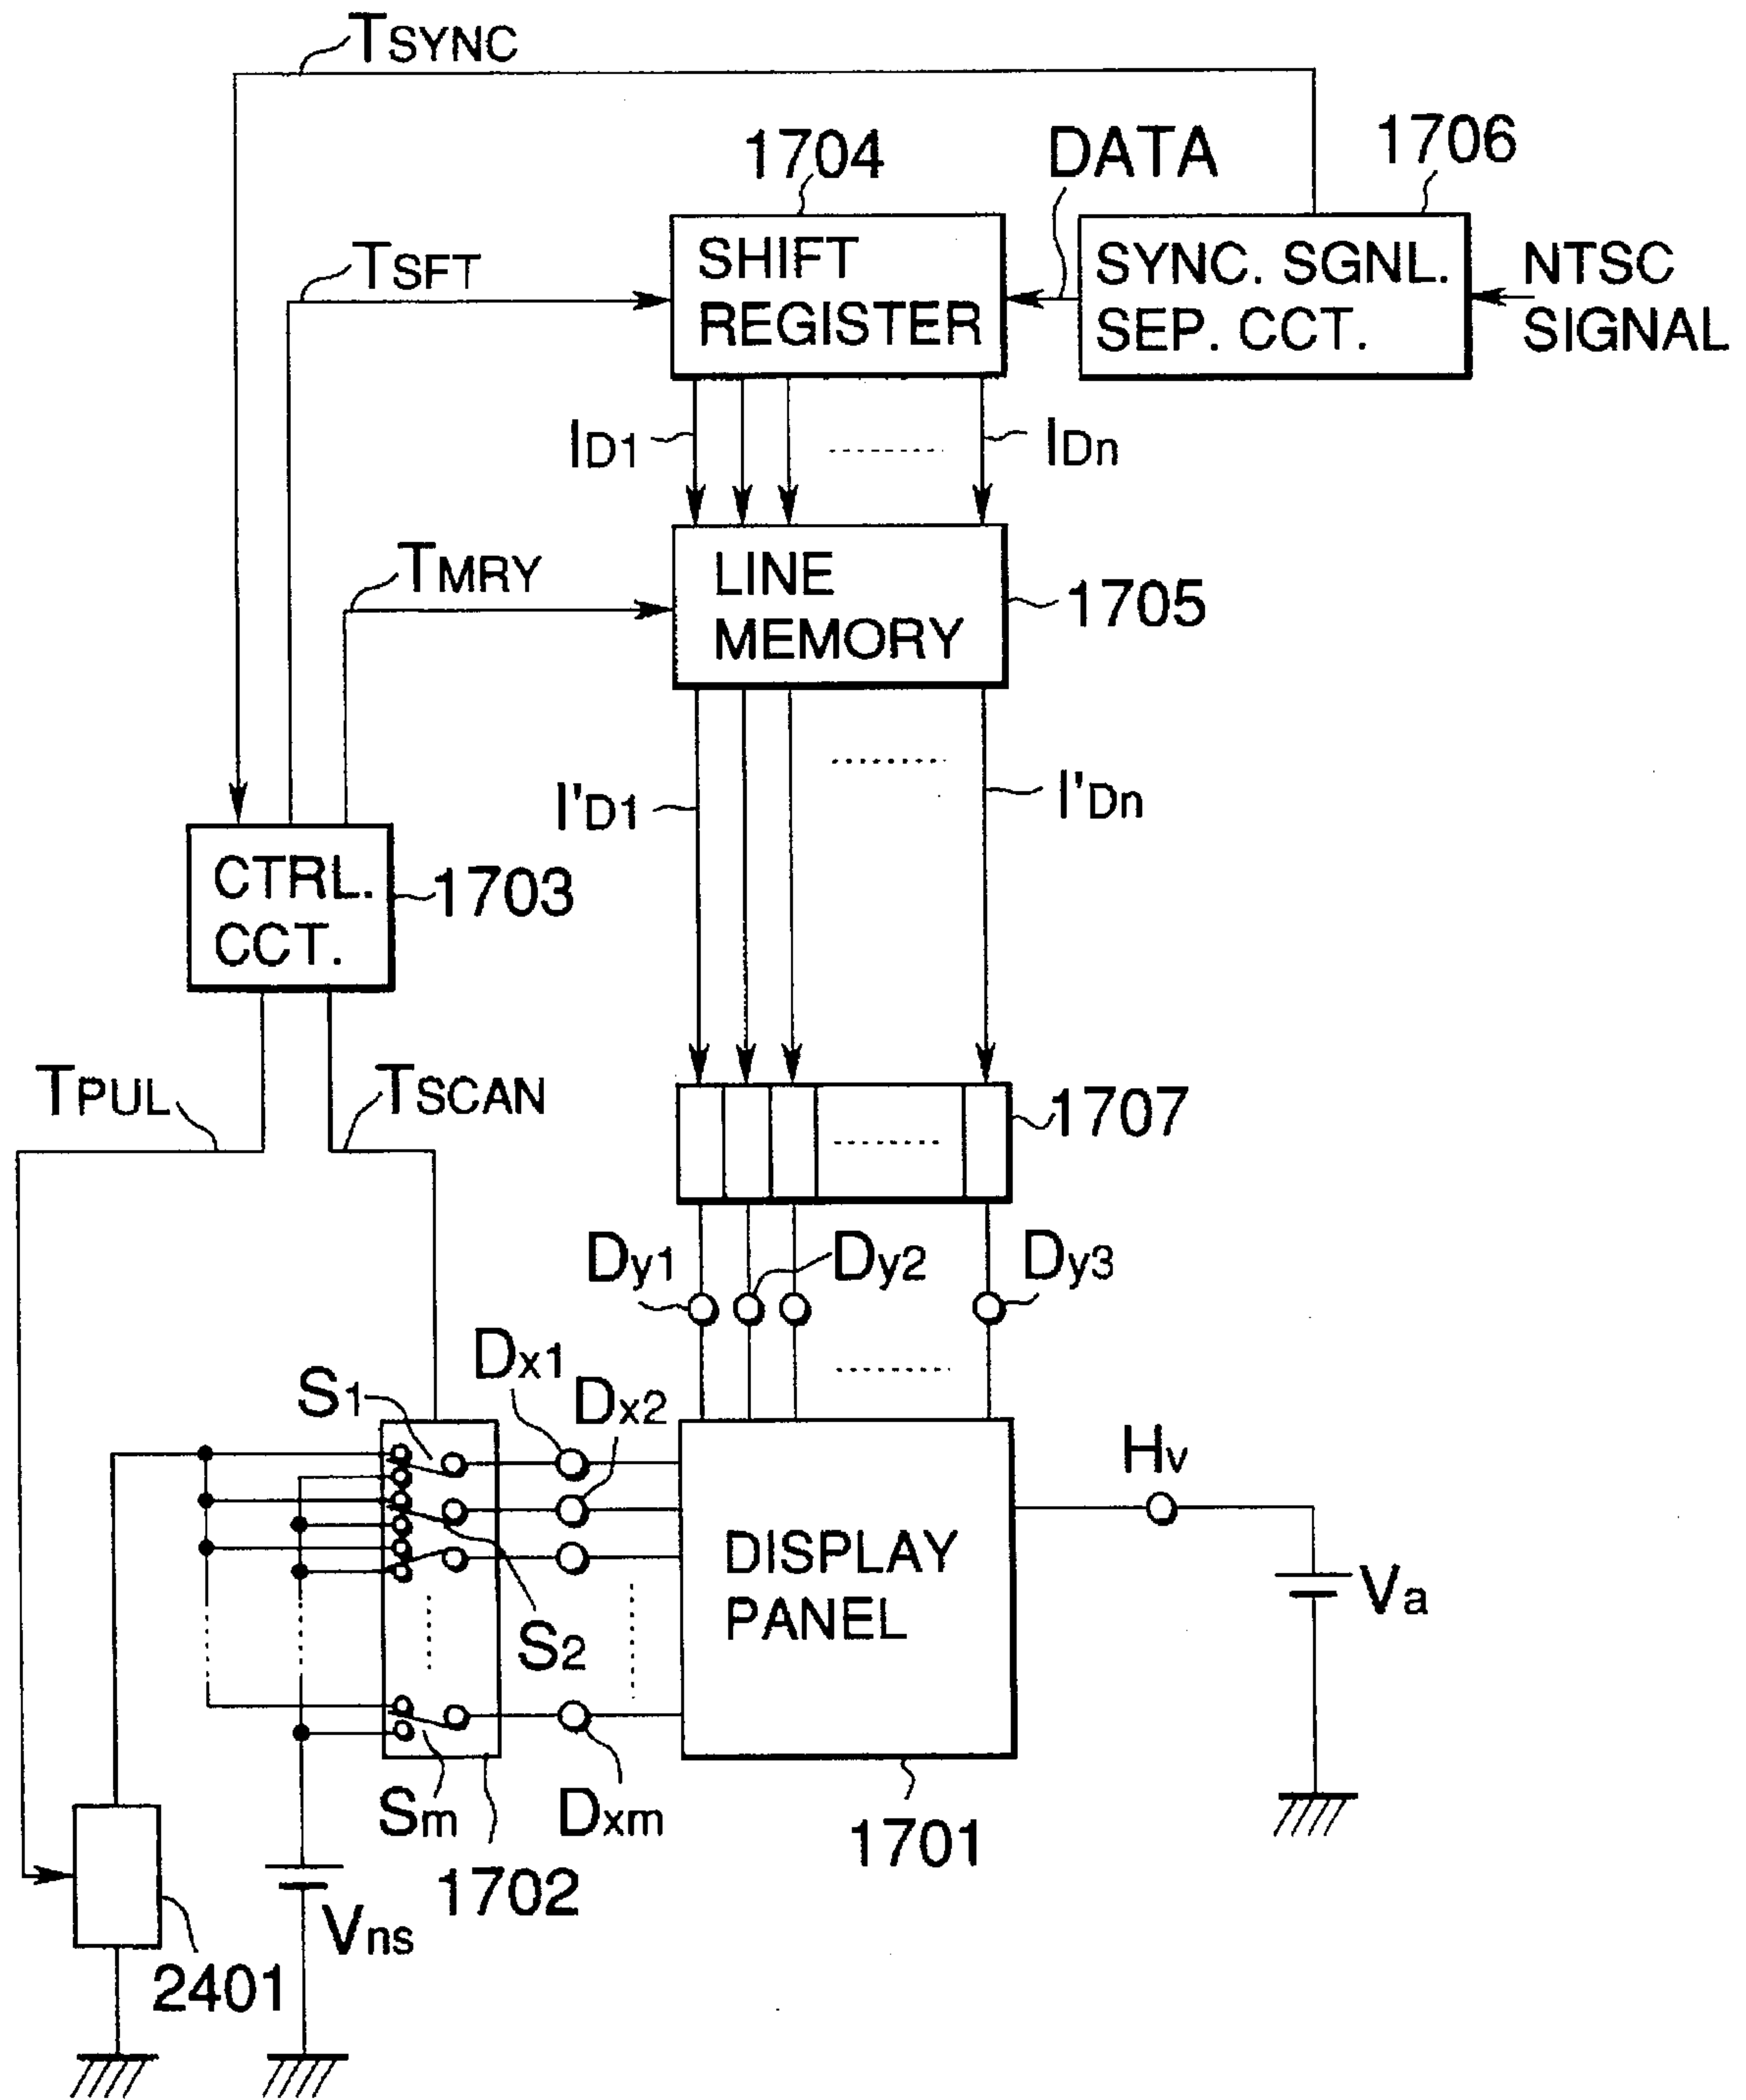 TSYNC
1704
DATA
1706
TSFT
SHIFT
REGISTER
SYNC. SGNL.
SEP. CCT.
NTSC
SIGNAL
ID1
IDn
TMRY
LINE
MEMORY
1705
I'D1
I'Dn
CTRL.
CCT.
1703
TPUL
TSCAN
1707
Dy1
Dy2
Dy3
S1
Dx1
Dx2
Hv
DISPLAY
PANEL
Va
S2
Sm
Dxm
1701
1702
Vns
2401